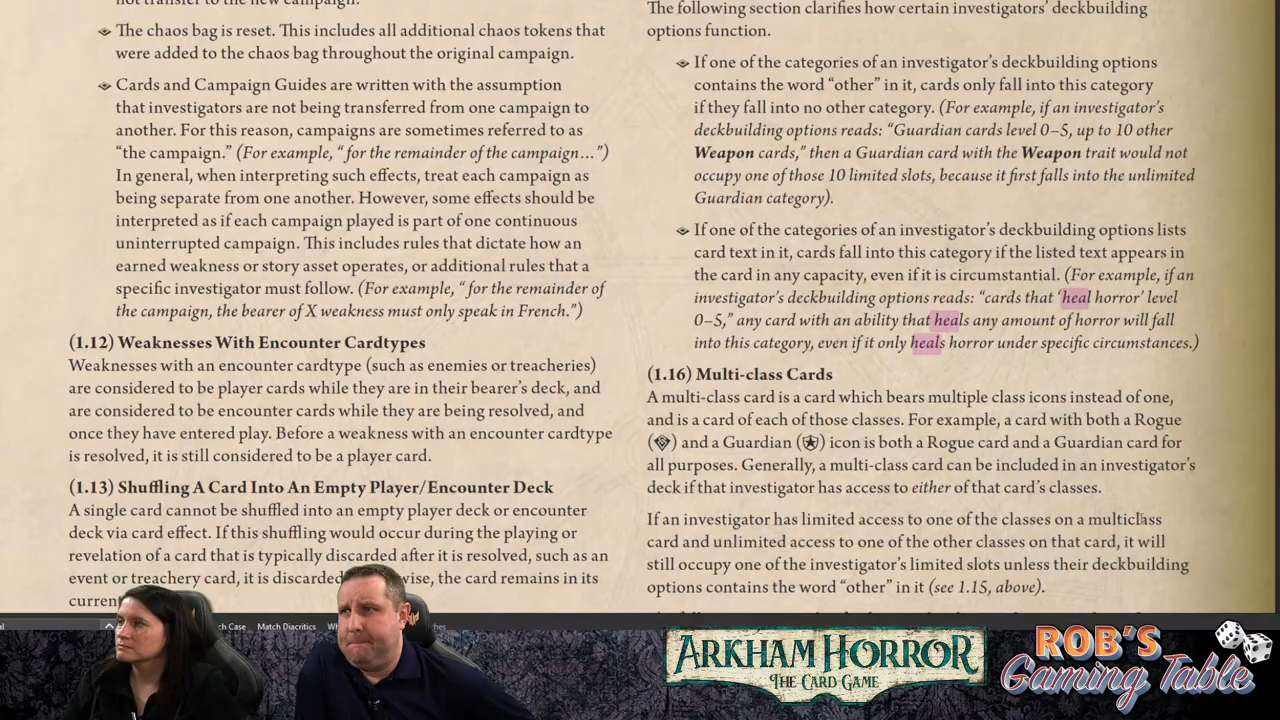 not transfer to the new campaign.
The chaos bag is reset. This includes all additional chaos tokens that
were added to the chaos bag throughout the original campaign.
Cards and Campaign Guides are written with the assumption
that investigators are not being transferred from one campaign to
another. For this reason, campaigns are sometimes referred to as
“the campaign.” (For example, “for the remainder of the campaign…”)
In general, when interpreting such effects, treat each campaign as
being separate from one another. However, some effects should be
interpreted as if each campaign played is part of one continuous
uninterrupted campaign. This includes rules that dictate how an
earned weakness or story asset operates, or additional rules that a
specific investigator must follow. (For example, “for the remainder of
the campaign, the bearer of X weakness must only speak in French.”)
(1.12) Weaknesses With Encounter Cardtypes
Weaknesses with an encounter cardtype (such as enemies or treacheries)
are considered to be player cards while they are in their bearer’s deck, and
are considered to be encounter cards while they are being resolved, and
once they have entered play. Before a weakness with an encounter cardtype
is resolved, it is still considered to be a player card.
(1.13) Shuffling A Card Into An Empty Player/Encounter Deck
A single card cannot be shuffled into an empty player deck or encounter
deck via card effect. If this shuffling would occur during the playing or
revelation of a card that is typically discarded after it is resolved, such as an
event or treachery card, it is discarded wise, the card remains in its
The following section clarifies how certain investigators’ deckbuilding
options function.
If one of the categories of an investigator’s deckbuilding options
contains the word “other” in it, cards only fall into this category
if they fall into no other category. (For example, if an investigator’s
deckbuilding options reads: “Guardian cards level 0–5, up to 10 other
Weapon cards,” then a Guardian card with the Weapon trait would not
occupy one of those 10 limited slots, because it first falls into the unlimited
Guardian category).
If one of the categories of an investigator’s deckbuilding options lists
card text in it, cards fall into this category if the listed text appears in
the card in any capacity, even if it is circumstantial. (For example, if an
investigator’s deckbuilding options reads: “cards that ‘heal horror’ level
0–5,” any card with an ability that heals any amount of horror will fall
into this category, even if it only heals horror under specific circumstances.)
(1.16) Multi-class Cards
A multi-class card is a card which bears multiple class icons instead of one,
and is a card of each of those classes. For example, a card with both a Rogue
() and a Guardian () icon is both a Rogue card and a Guardian card for
all purposes. Generally, a multi-class card can be included in an investigator’s
deck if that investigator has access to either of that card’s classes.
If an investigator has limited access to one of the classes on a multiclass
card and unlimited access to one of the other classes on that card, it will
still occupy one of the investigator’s limited slots unless their deckbuilding
options contains the word “other” in it (see 1.15, above).
Match Diacritics
ARKHAM HORROR
THE CARD GAME
ROB'S
Gaming Table